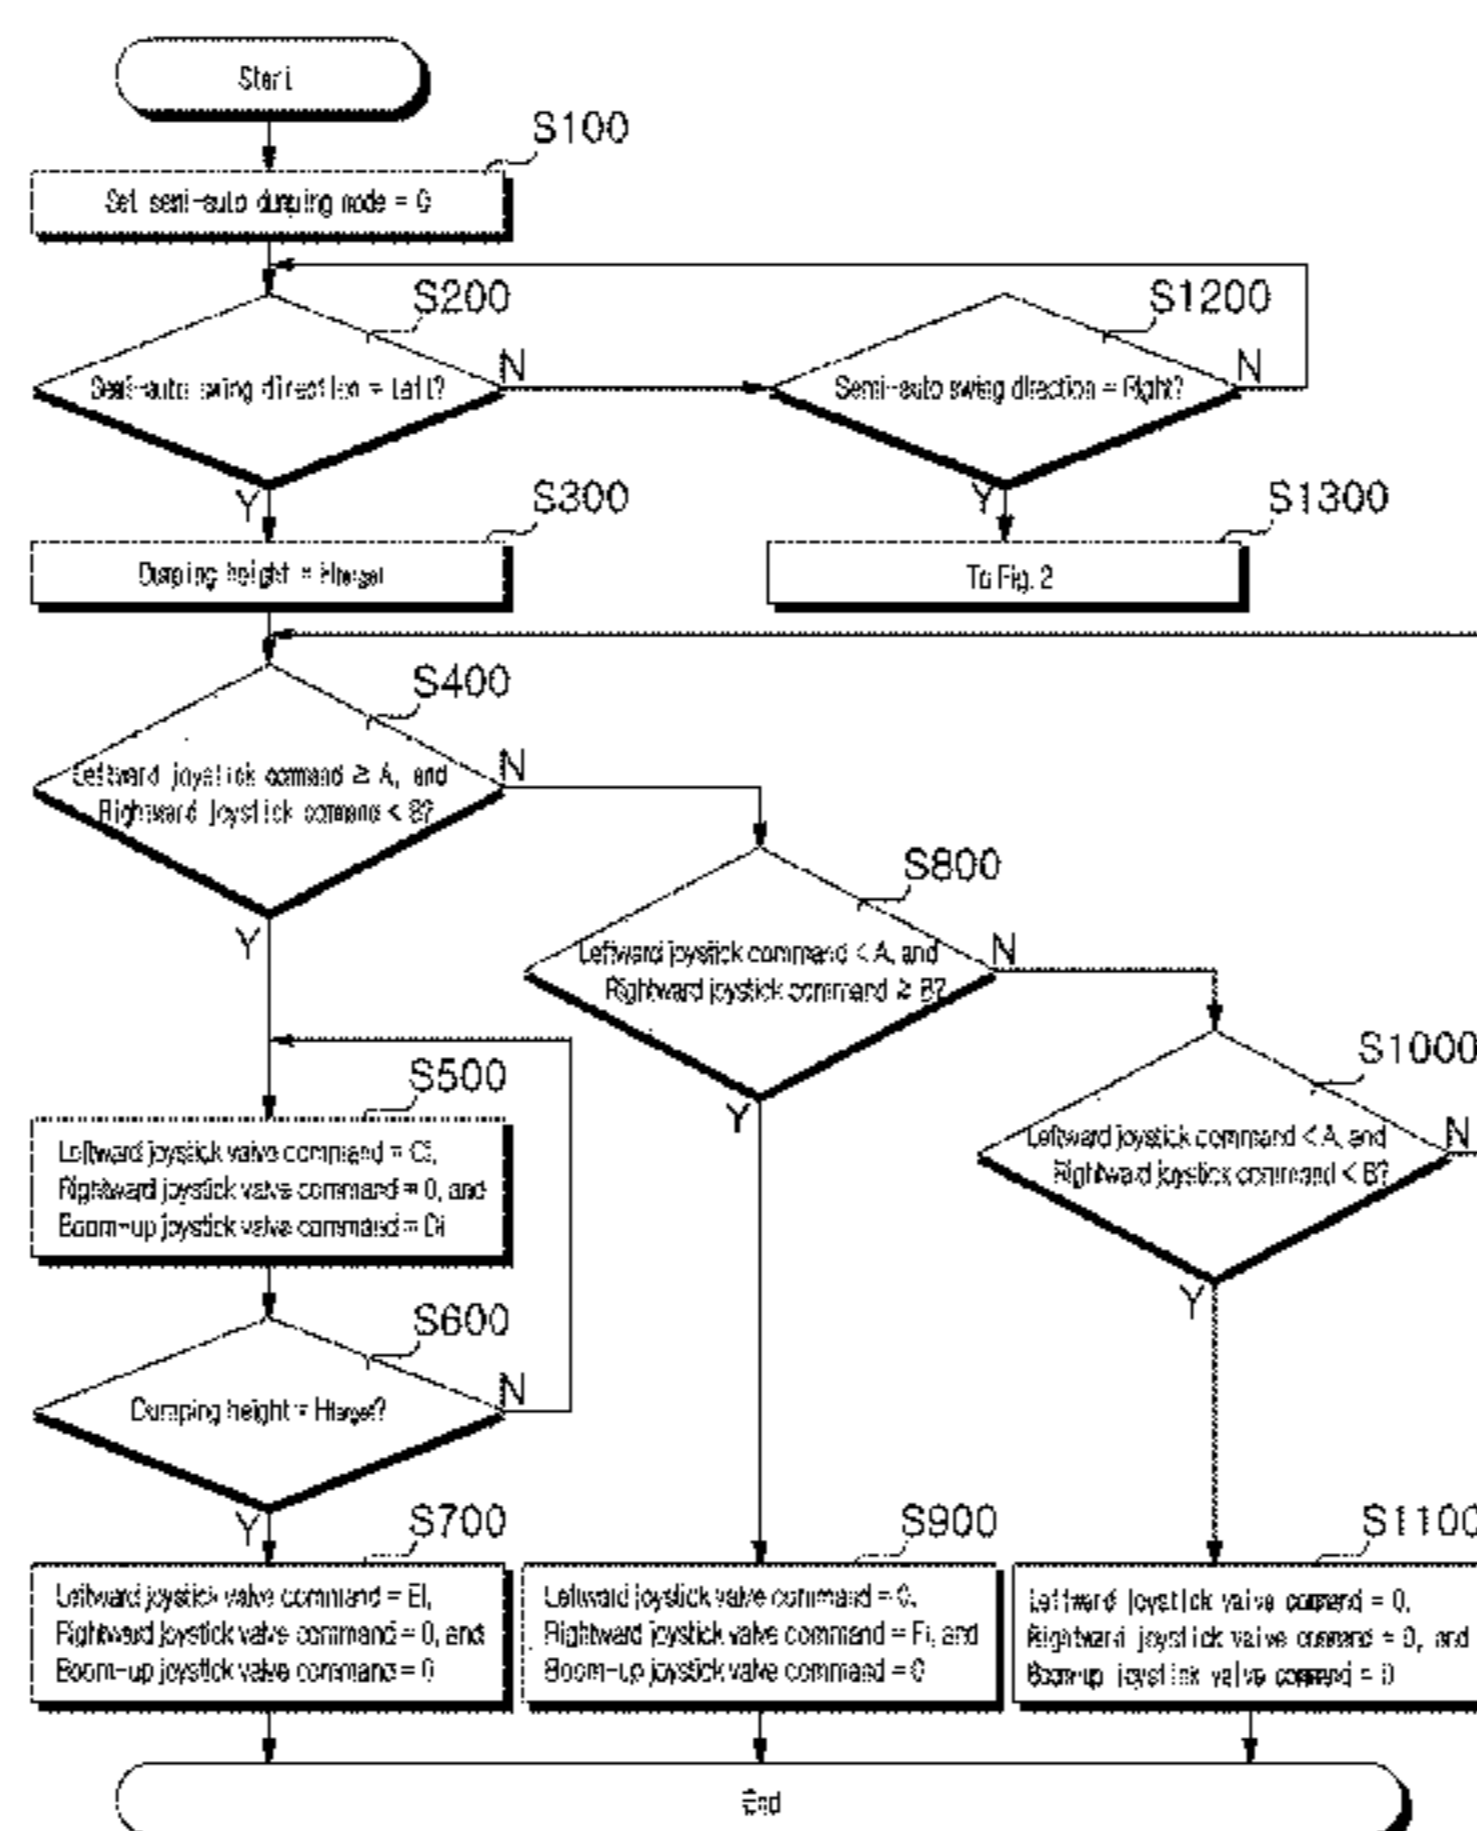 Start
S100
Set semi-auto dumping mode =
S200
Semi-auto swing direction = Left?
N
S1200
Semi-auto swing direction = Right?
N
Y
Y
S300
Dumping height = Htarget
S1300
To Fig. 2
S400
Leftward joystick command ≥ A, and
Rightward joystick command < B?
N
Y
S800
Leftward joystick command < A, and
Rightward joystick command ≥ B?
N
Y
S1000
Leftward joystick command < A, and
Rightward joystick command < B?
N
Y
S500
Leftward joystick valve command = Ci,
Rightward joystick valve command = 0, and
Boom-up joystick valve command = Di
S600
Dumping height = Htarget?
N
Y
S700
Leftward joystick valve command = Ei,
Rightward joystick valve command = 0, and
Boom-up joystick valve command = 0
S900
Leftward joystick valve command = 0,
Rightward joystick valve command = Fi, and
Boom-up joystick valve command = 0
S1100
Leftward joystick valve command = 0,
Rightward joystick valve command = 0, and
Boom-up joystick valve command = 0
End